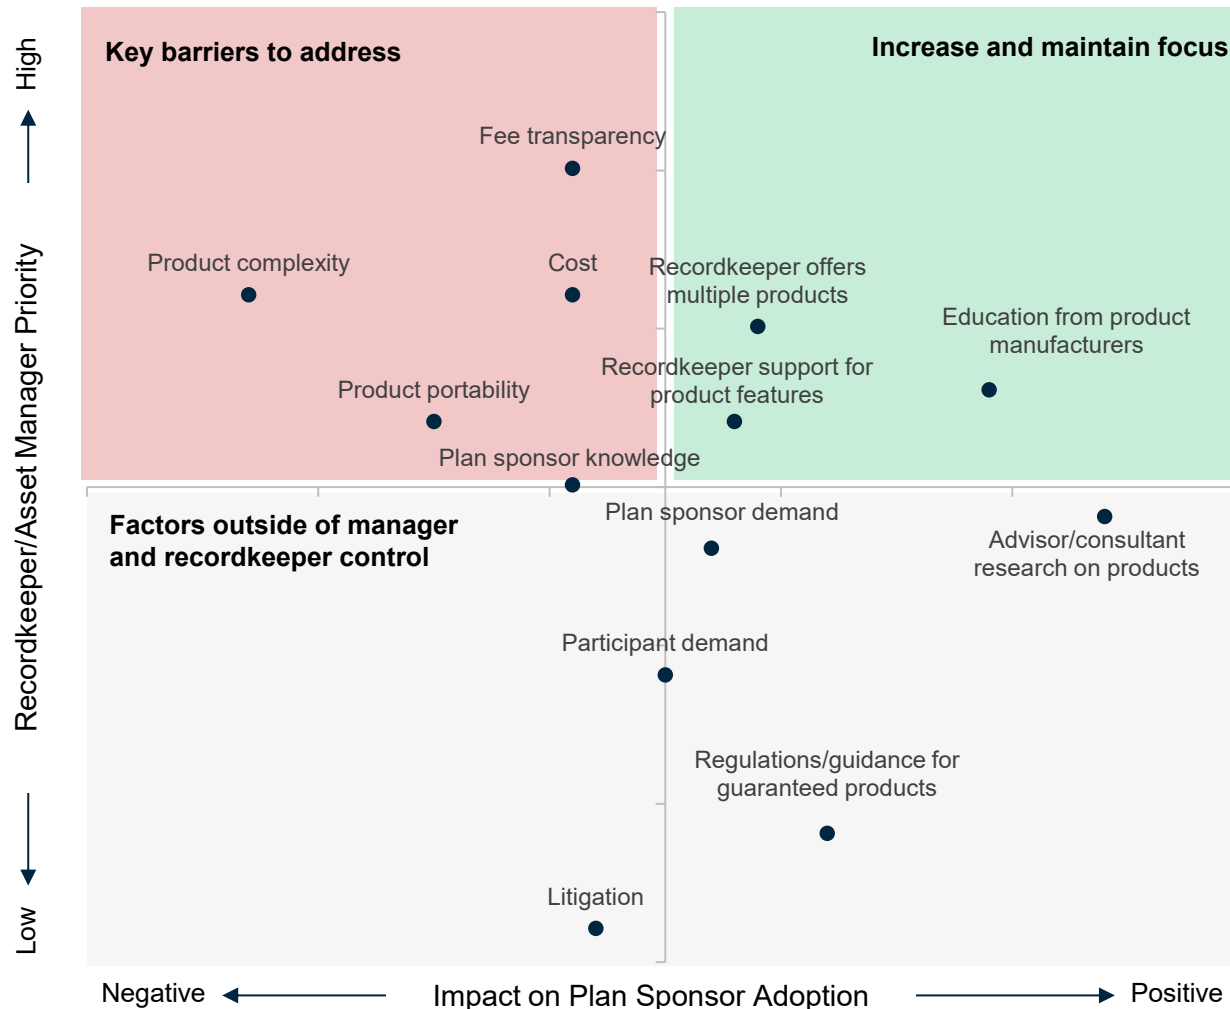 Key barriers to address
Increase and maintain focus
High
Fee transparency
Product complexity
Cost
Recordkeeper offers
multiple products
Education from product
manufacturers
Recordkeeper support for
product features
Product portability
Plan sponsor knowledge
Recordkeeper/Asset Manager Priority
Factors outside of manager
and recordkeeper control
Plan sponsor demand
Advisor/consultant
research on products
Participant demand
Regulations/guidance for
guaranteed products
Litigation
Low
Negative
Impact on Plan Sponsor Adoption
Positive